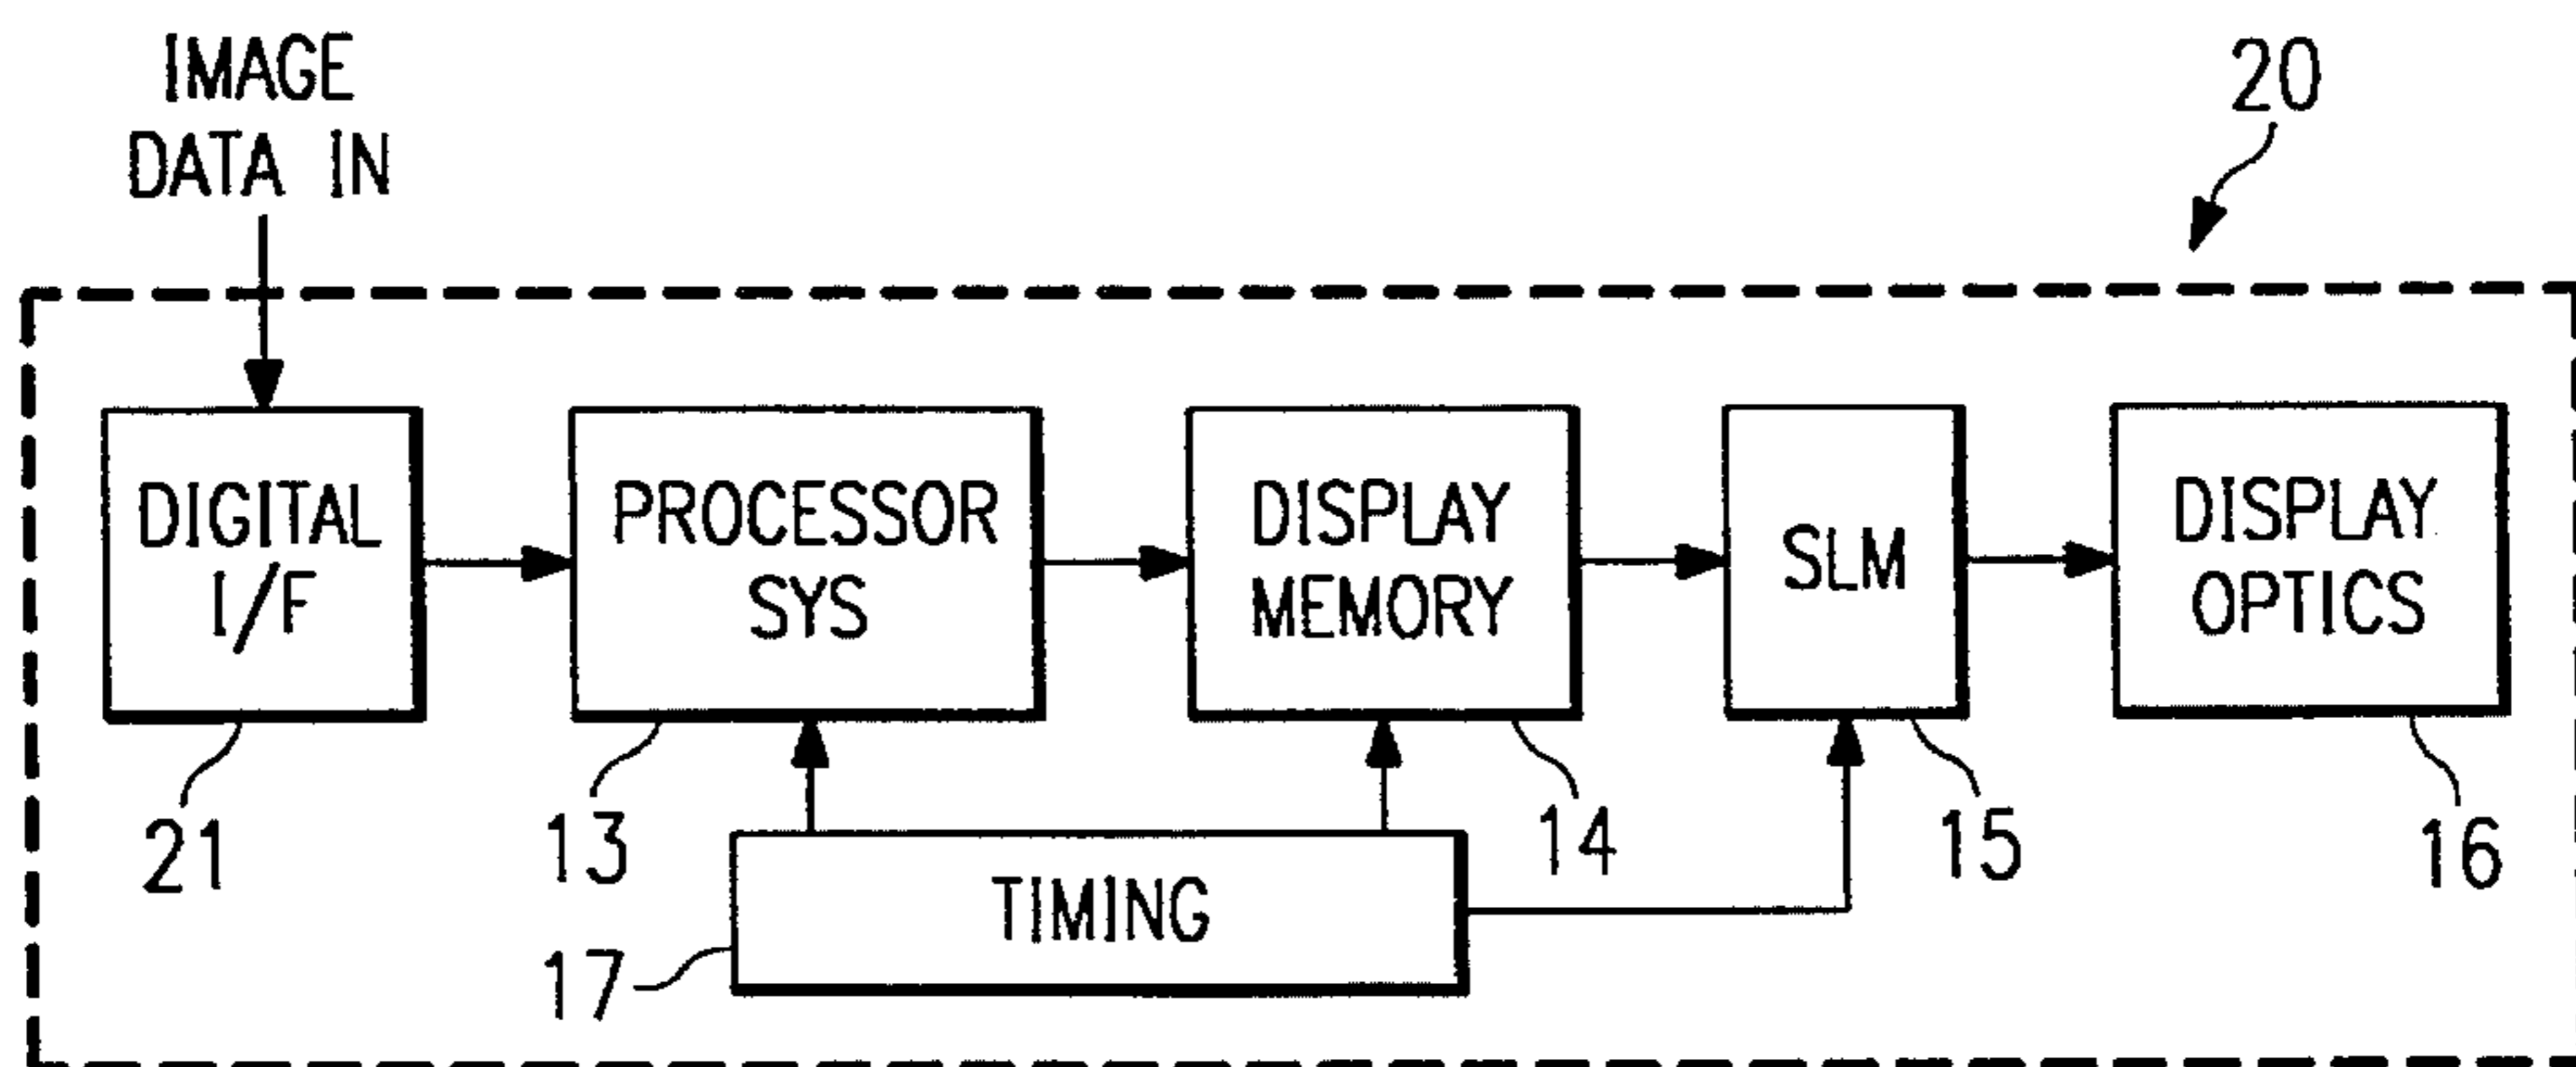 IMAGE
DATA IN
20
DIGITAL
I/F
PROCESSOR
SYS
DISPLAY
MEMORY
SLM
DISPLAY
OPTICS
21
13
14
15
16
TIMING
17